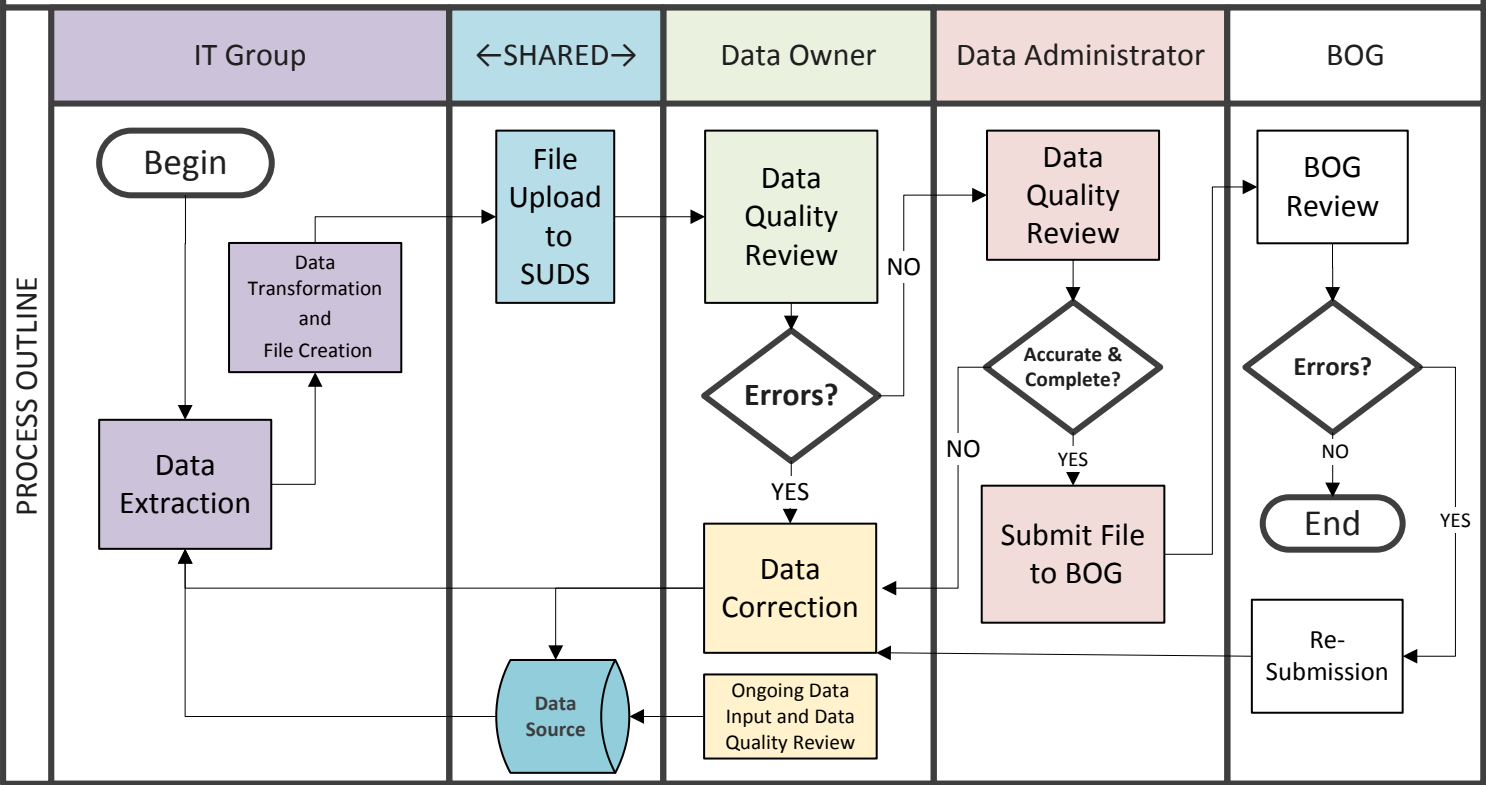 PROCESS OUTLINE
IT Group
←SHARED→
Data Owner
Data Administrator
BOG
Begin
Data
Transformation
and
File Creation
Data
Extraction
File
Upload
to
SUDS
Data
Source
Data
Quality
Review
NO
Errors?
YES
Data
Correction
Ongoing Data
Input and Data
Quality Review
Data
Quality
Review
Accurate &
Complete?
NO
YES
Submit File
to BOG
BOG
Review
Errors?
NO
End
YES
Re-
Submission